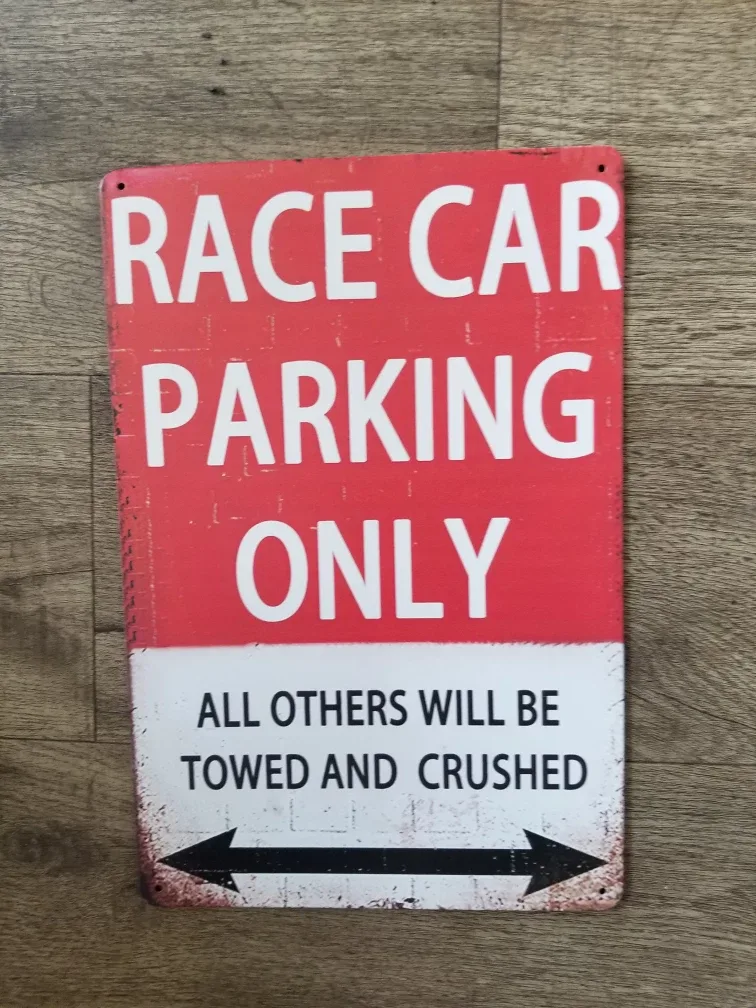 RACE CAR
PARKING
ONLY
ALL OTHERS WILL BE
TOWED AND CRUSHED